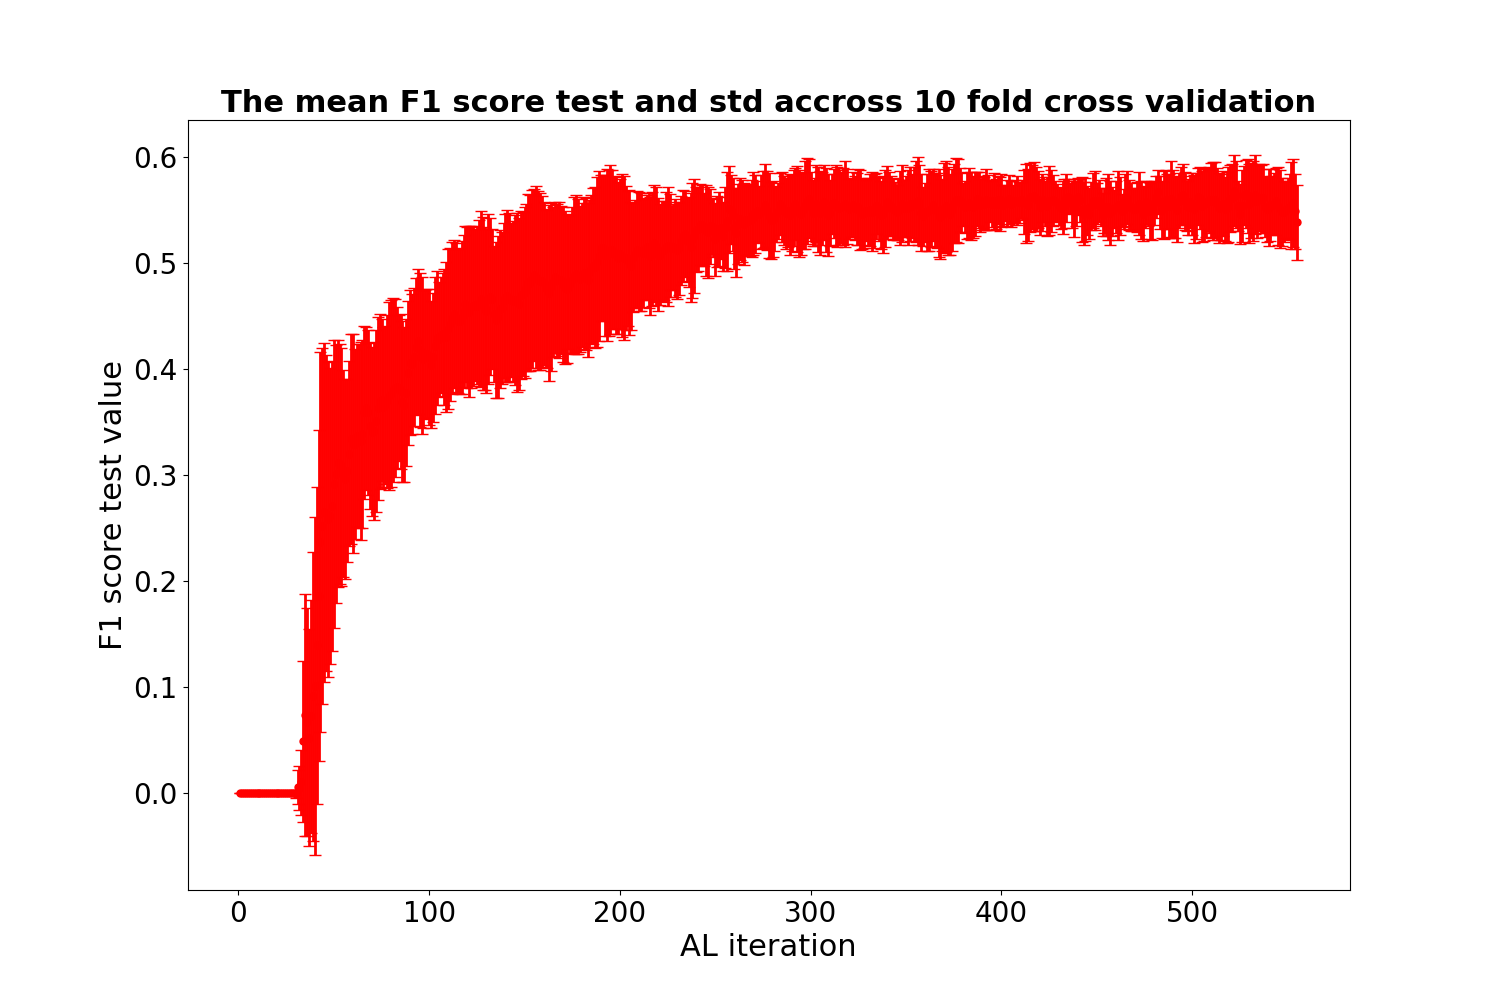 The mean F1 score test and std accross 10 fold cross validation
0.6
0.5
0.4
0.3
0.2
0.1
0.0
F1 score test value
0 100 200 300 400 500
AL iteration